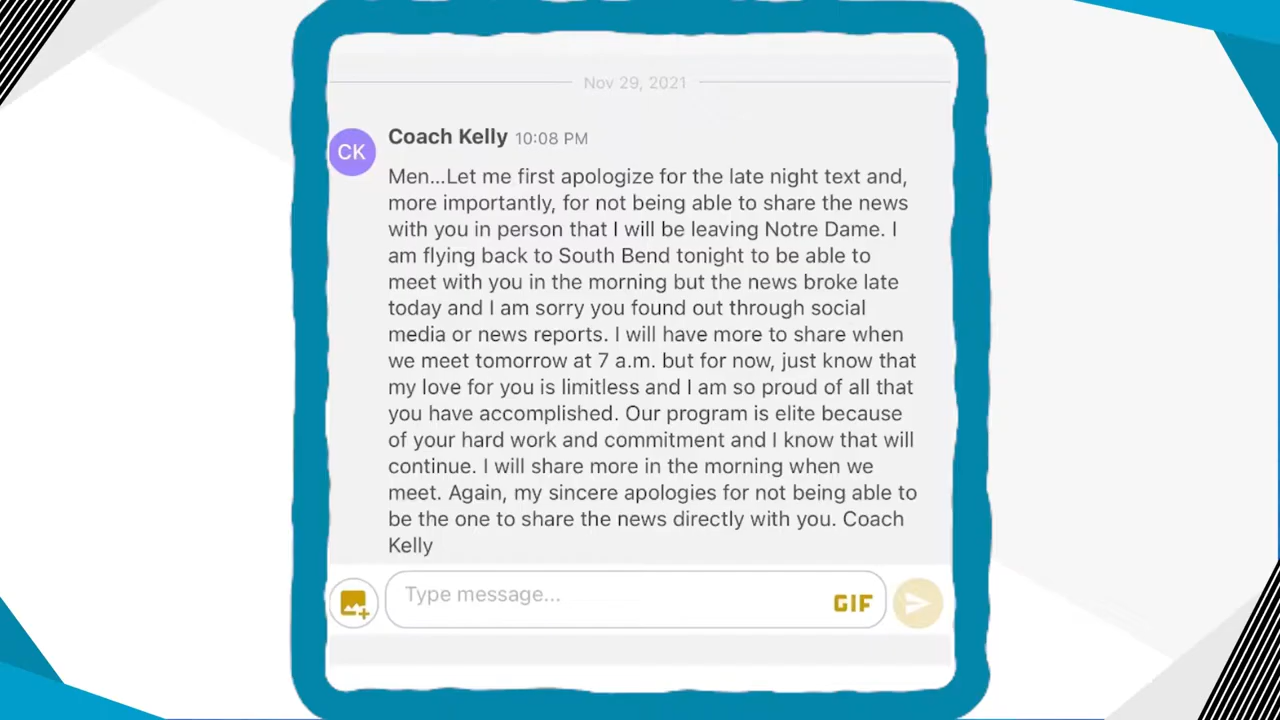 Nov 29, 2021
CK
Coach Kelly 10:08 PM
Men...Let me first apologize for the late night text and,
more importantly, for not being able to share the news
with you in person that I will be leaving Notre Dame. I
am flying back to South Bend tonight to be able to
meet with you in the morning but the news broke late
today and I am sorry you found out through social
media or news reports. I will have more to share when
we meet tomorrow at 7 a.m. but for now, just know that
my love for you is limitless and I am so proud of all that
you have accomplished. Our program is elite because
of your hard work and commitment and I know that will
continue. I will share more in the morning when we
meet. Again, my sincere apologies for not being able to
be the one to share the news directly with you. Coach
Kelly
Type message...
GIF